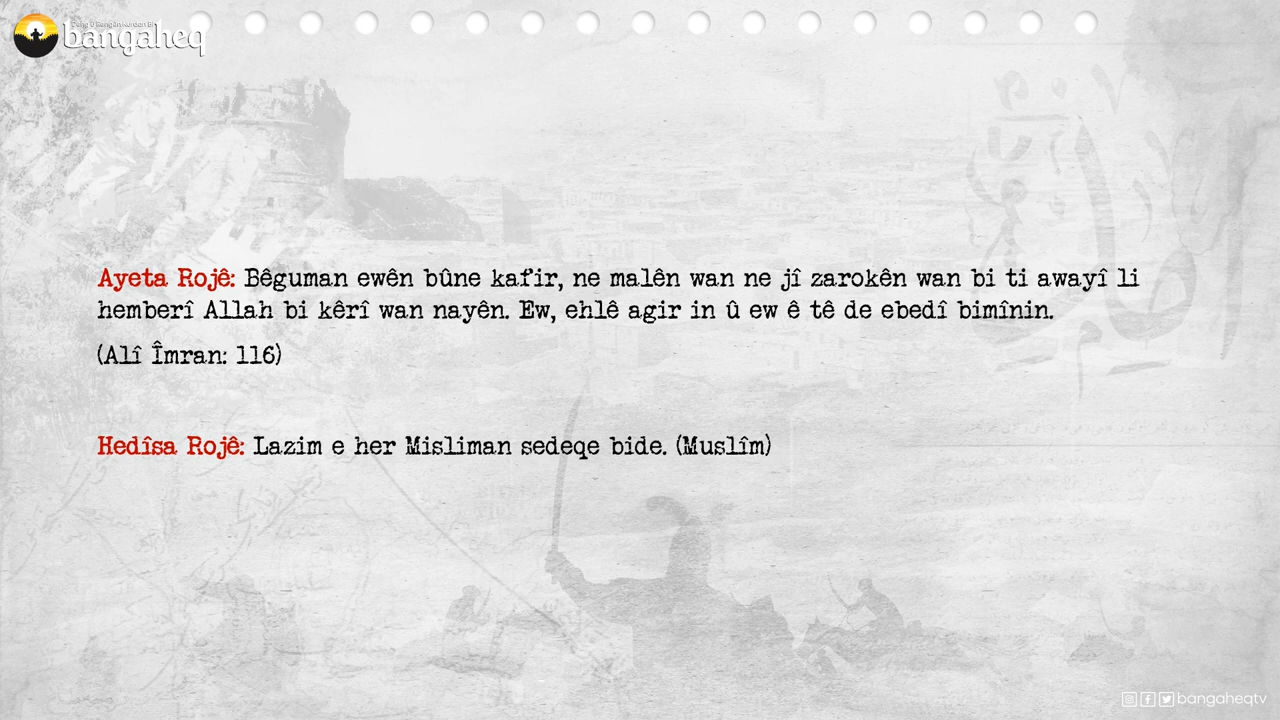 bangaheq
Ayeta Rojê: Bêguman ewên bûne kafir, ne malên wan ne jî zarokên wan bi ti awayî li
hemberî Allah bi kêrî wan nayên. Ew, ehlê agir in û ew ê tê de ebedî bimînin.
(Alî Îmran: 116)
Hedîsa Rojê: Lazim e her Misliman sedeqe bide. (Muslîm)
bangaheqtv